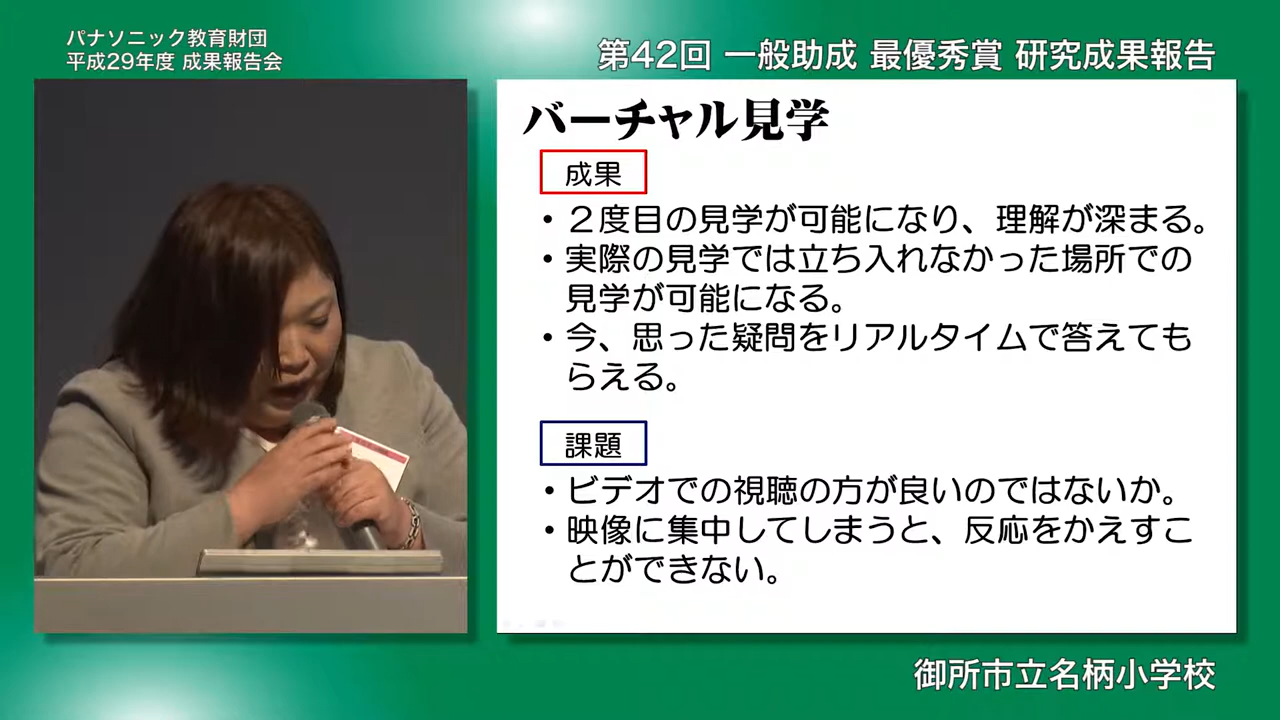 パナソニック教育財団
平成29年度 成果報告会
第42回 一般助成 最優秀賞 研究成果報告
バーチャル見学
成果
・２度目の見学が可能になり、理解が深まる。
・実際の見学では立ち入れなかった場所での
見学が可能になる。
・今、思った疑問をリアルタイムで答えても
らえる。
課題
・ビデオでの視聴の方が良いのではないか。
・映像に集中してしまうと、反応をかえすこ
とができない。
御所市立名柄小学校